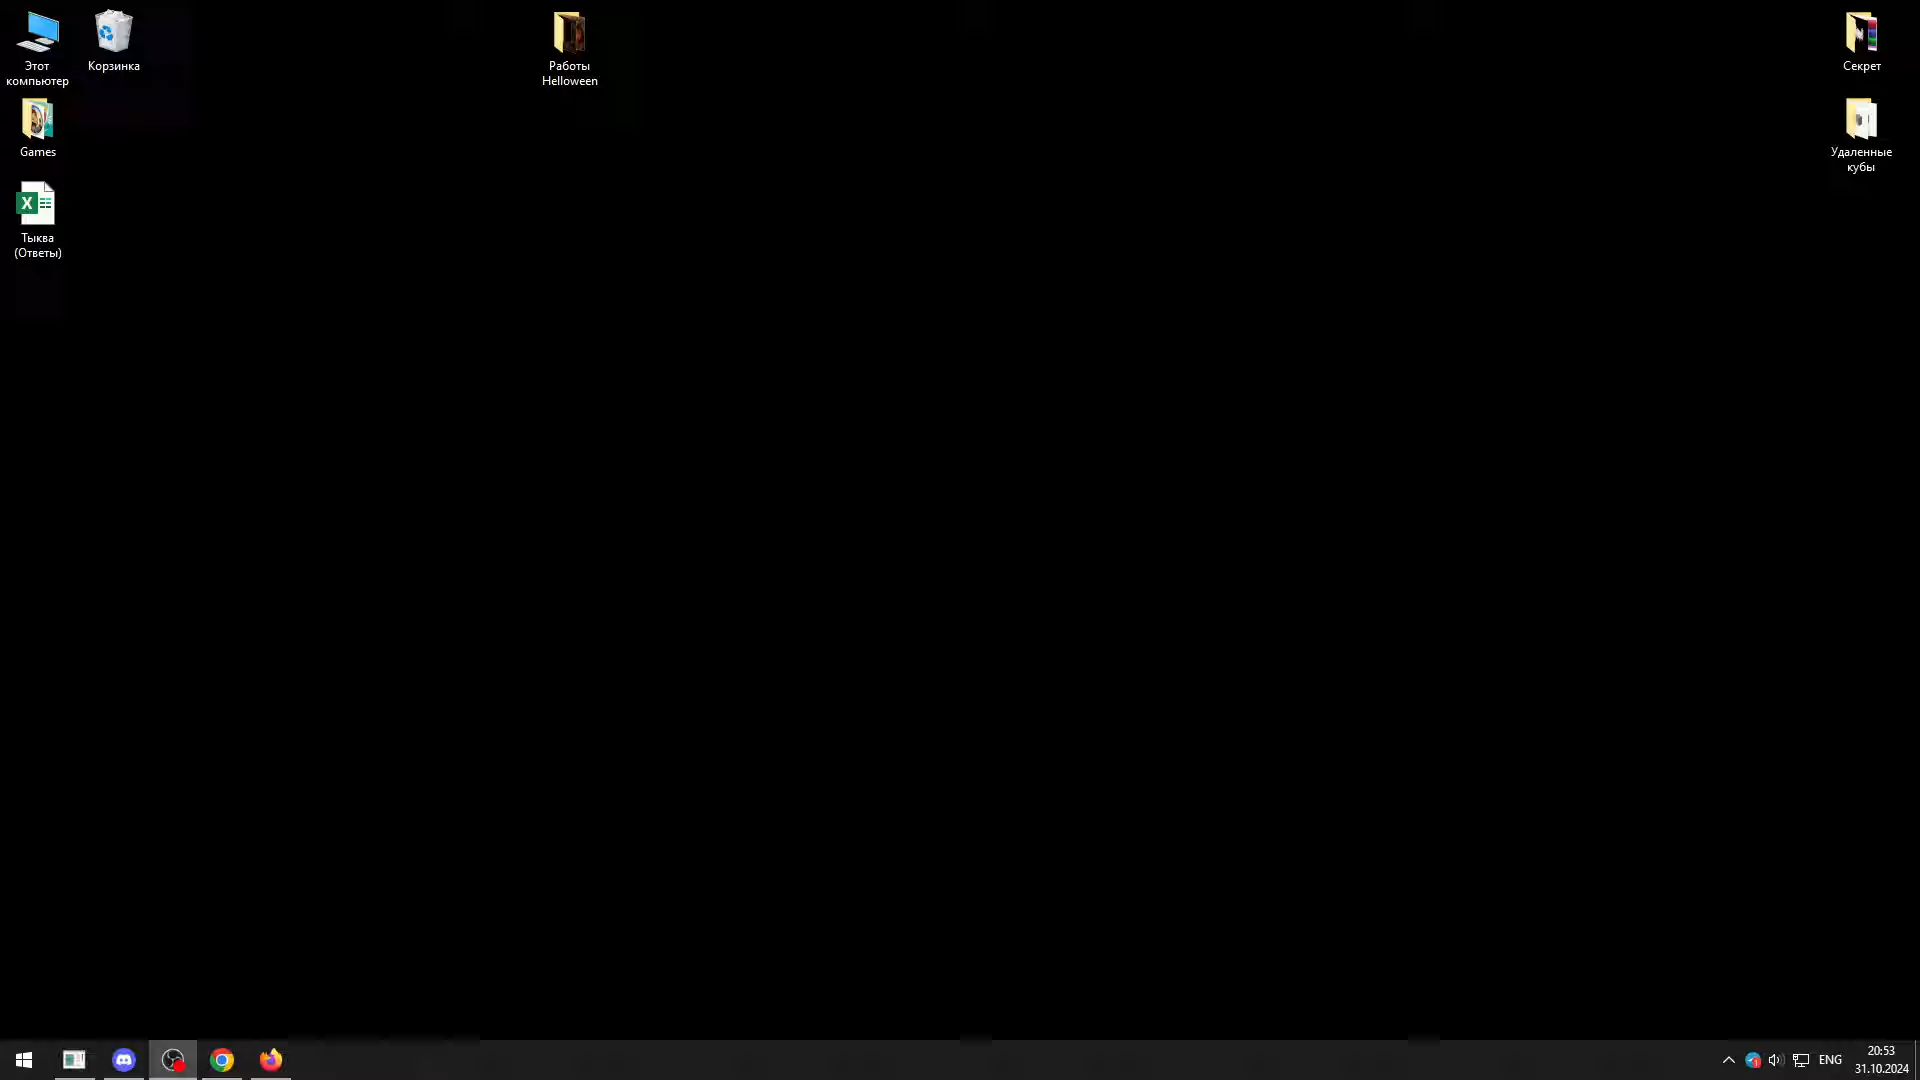 Этот
компьютер
Корзинка
Работы
Helloween
Секрет
Games
Удаленные
кубы
Тыква
(Ответы)
ENG
20:53
31.10.2024